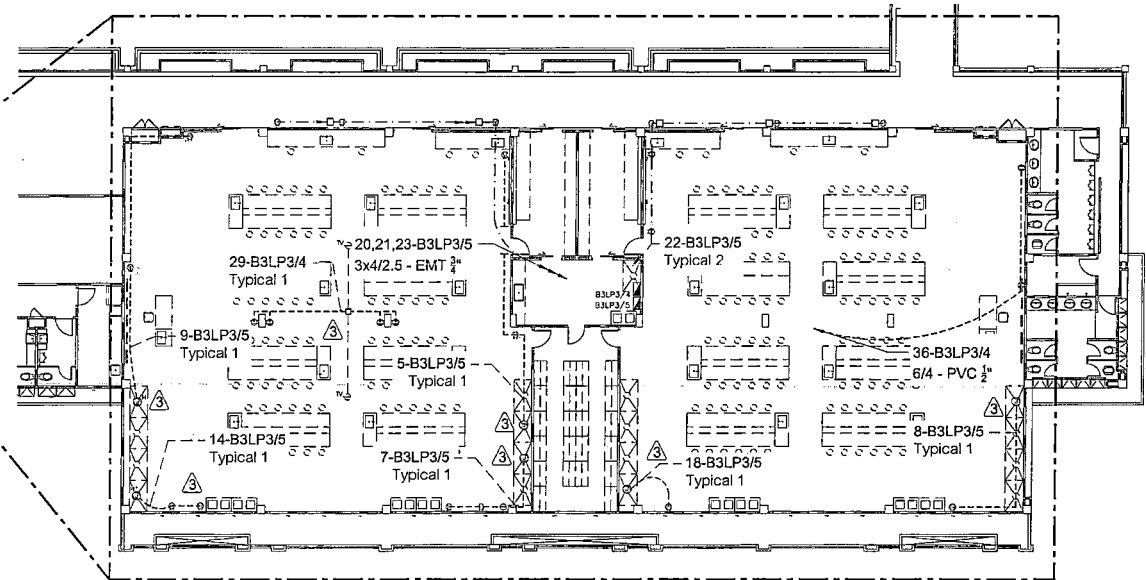 20,21,23-B3LP3/5
3x4/2.5 - EMT 3/4"
22-B3LP3/5
Typical 2
29-B3LP3/4
Typical 1
TV
B3LP3/4
B3LP3/5
3
9-B3LP3/5
Typical 1
5-B3LP3/5
Typical 1
36-B3LP3/4
6/4 - PVC 1/2"
TV
3
3
3
14-B3LP3/5
Typical 1
7-B3LP3/5
Typical 1
3
3
3
18-B3LP3/5
Typical 1
8-B3LP3/5
Typical 1